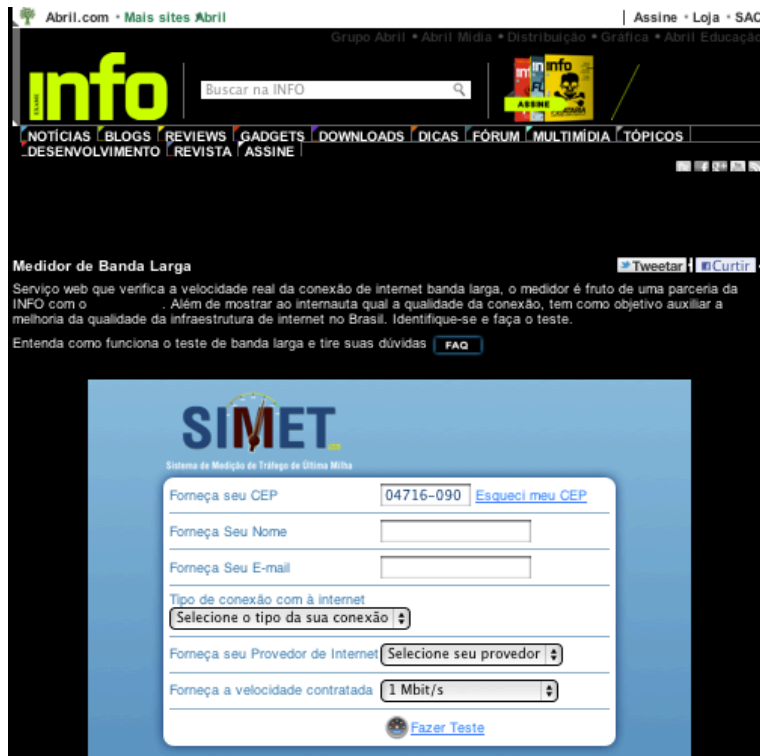 Abril.com • Mais sites Abril | Assine • Loja • SAC
Grupo Abril • Abril Mídia • Distribuição • Gráfica • Abril Educação
EXAME info
Buscar na INFO
info
ASSINE
NOTÍCIAS BLOGS REVIEWS GADGETS DOWNLOADS DICAS FÓRUM MULTIMÍDIA TÓPICOS
DESENVOLVIMENTO REVISTA ASSINE
Medidor de Banda Larga Tweetar Curtir
Serviço web que verifica a velocidade real da conexão de internet banda larga, o medidor é fruto de uma parceria da
INFO com o . Além de mostrar ao internauta qual a qualidade da conexão, tem como objetivo auxiliar a
melhoria da qualidade da infraestrutura de internet no Brasil. Identifique-se e faça o teste.
Entenda como funciona o teste de banda larga e tire suas dúvidas FAQ
SIMET
Sistema de Medição de Tráfego de Última Milha
Forneça seu CEP 04716-090 Esqueci meu CEP
Forneça Seu Nome
Forneça Seu E-mail
Tipo de conexão com à internet
Selecione o tipo da sua conexão
Forneça seu Provedor de Internet Selecione seu provedor
Forneça a velocidade contratada 1 Mbit/s
Fazer Teste